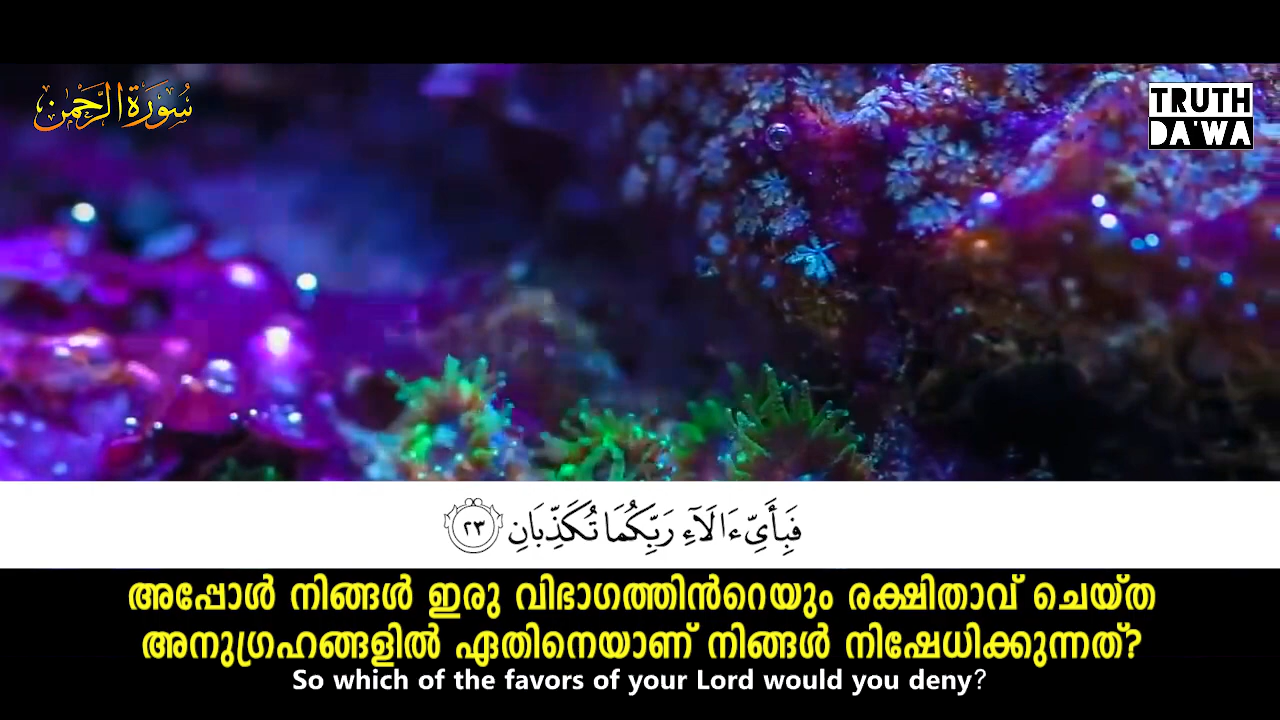 سُورَةُ الرَّحْمٰن
TRUTH
DA'WA
فَبِأَيِّ ءَالَآءِ رَبِّكُمَا تُكَذِّبَانِ ٢٣
അപ്പോൾ നിങ്ങൾ ഇരു വിഭാഗത്തിൻറെയും രക്ഷിതാവ് ചെയ്ത
അനുഗ്രഹങ്ങളിൽ ഏതിനെയാണ് നിങ്ങൾ നിഷേധിക്കുന്നത്?
So which of the favors of your Lord would you deny?